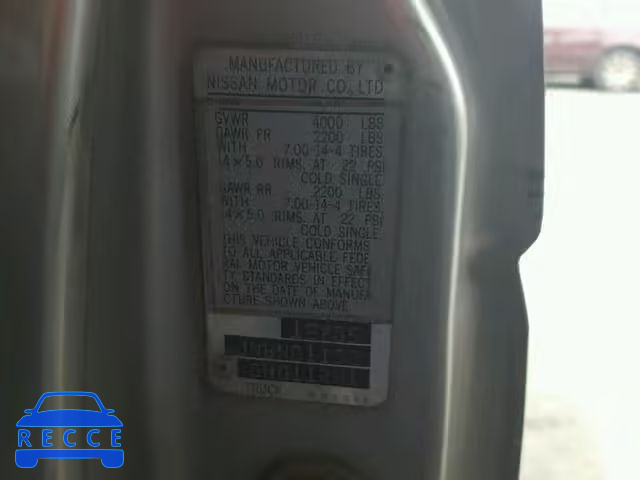 MANUFACTURED BY
NISSAN MOTOR CO., LTD
GVWR 4000 LBS
GAWR FR 2200 LBS
WITH 7.00-14-4 TIRES,
14×5.0 RIMS, AT 22 PSI
COLD SINGLE
GAWR RR 2200 LBS,
WITH 7.00-14-4 TIRES,
14×5.0 RIMS, AT 22 PSI
COLD SINGLE
THIS VEHICLE CONFORMS
TO ALL APPLICABLE FEDE
RAL MOTOR VEHICLE SAFE
TY STANDARDS IN EFFECT
ON THE DATE OF MANUFA
CTURE SHOWN ABOVE.
TRUCK
RECCE